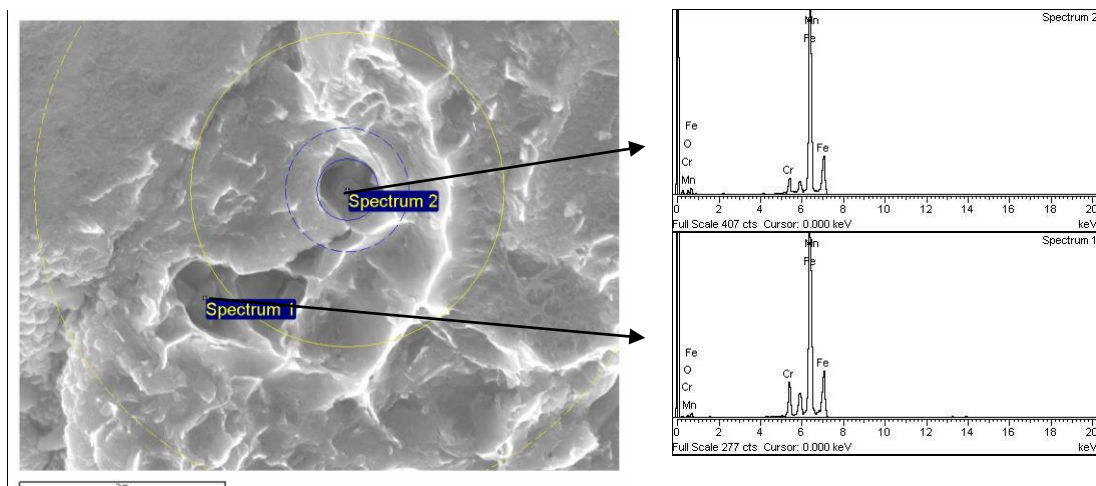 Spectrum 2
Spectrum 1
Mn
Spectrum 2
Fe
Fe
O
Cr
Mn
Cr
Fe
0 2 4 6 8 10 12 14 16 18 20
Full Scale 407 cts Cursor: 0.000 keV keV
Mn
Spectrum 1
Fe
Fe
O
Cr
Mn
Cr
Fe
0 2 4 6 8 10 12 14 16 18 20
Full Scale 277 cts Cursor: 0.000 keV keV